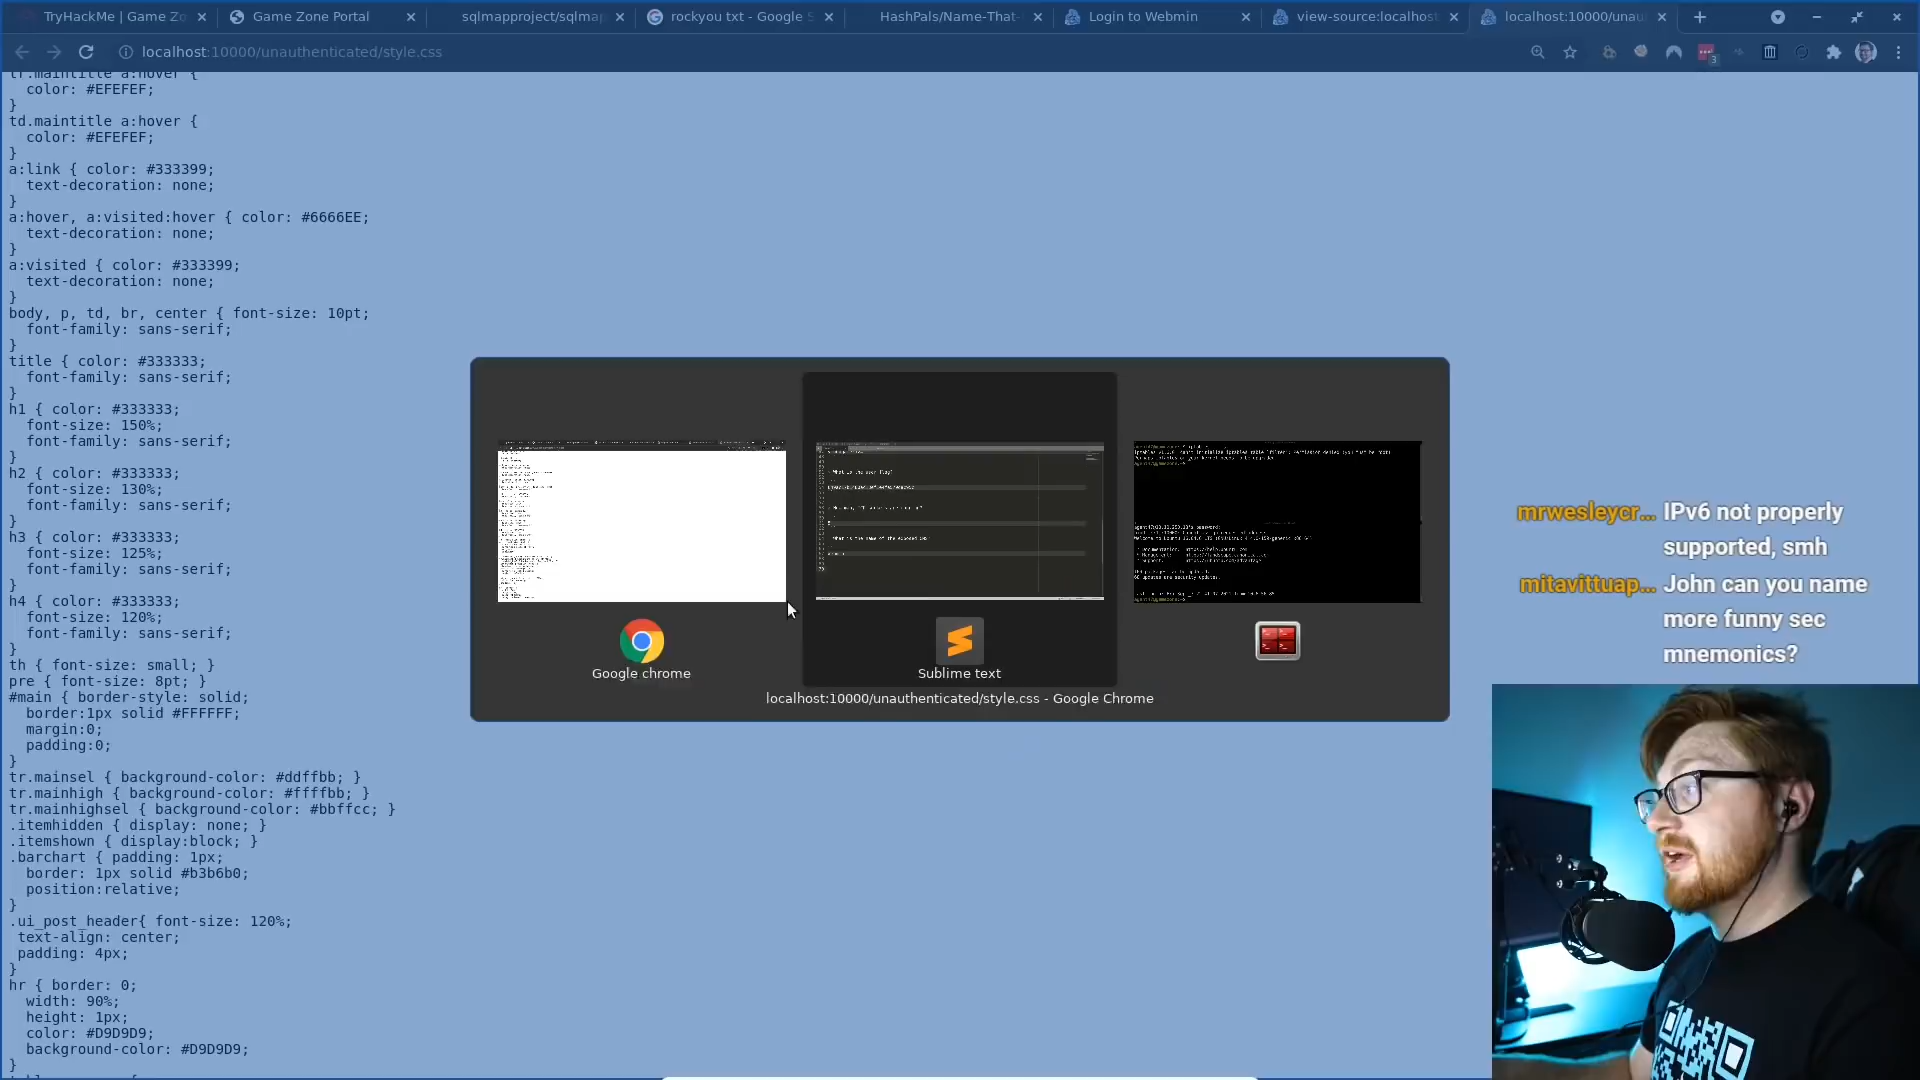 TryHackMe | Game Zo
Game Zone Portal
sqlmapproject/sqlmap
rockyou txt - Google S
HashPals/Name-That-
Login to Webmin
view-source:localhost:
localhost:10000/unau
localhost:10000/unauthenticated/style.css
3
tr.maintitle a:hover {
color: #EFEFEF;
}
td.maintitle a:hover {
color: #EFEFEF;
}
a:link { color: #333399;
text-decoration: none;
}
a:hover, a:visited:hover { color: #6666EE;
text-decoration: none;
}
a:visited { color: #333399;
text-decoration: none;
}
body, p, td, br, center { font-size: 10pt;
font-family: sans-serif;
}
title { color: #333333;
font-family: sans-serif;
}
h1 { color: #333333;
font-size: 150%;
font-family: sans-serif;
}
h2 { color: #333333;
font-size: 130%;
font-family: sans-serif;
}
h3 { color: #333333;
font-size: 125%;
font-family: sans-serif;
}
h4 { color: #333333;
font-size: 120%;
font-family: sans-serif;
}
th { font-size: small; }
pre { font-size: 8pt; }
#main { border-style: solid;
border:1px solid #FFFFFF;
margin:0;
padding:0;
}
tr.mainsel { background-color: #ddffbb; }
tr.mainhigh { background-color: #ffffbb; }
tr.mainhighsel { background-color: #bbffcc; }
.itemhidden { display: none; }
.itemshown { display:block; }
.barchart { padding: 1px;
border: 1px solid #b3b6b0;
position:relative;
}
.ui_post_header{ font-size: 120%;
text-align: center;
padding: 4px;
}
hr { border: 0;
width: 90%;
height: 1px;
color: #D9D9D9;
background-color: #D9D9D9;
}
Google chrome
Sublime text
localhost:10000/unauthenticated/style.css - Google Chrome
mrwesleycr... IPv6 not properly
supported, smh
mitavittuap... John can you name
more funny sec
mnemonics?